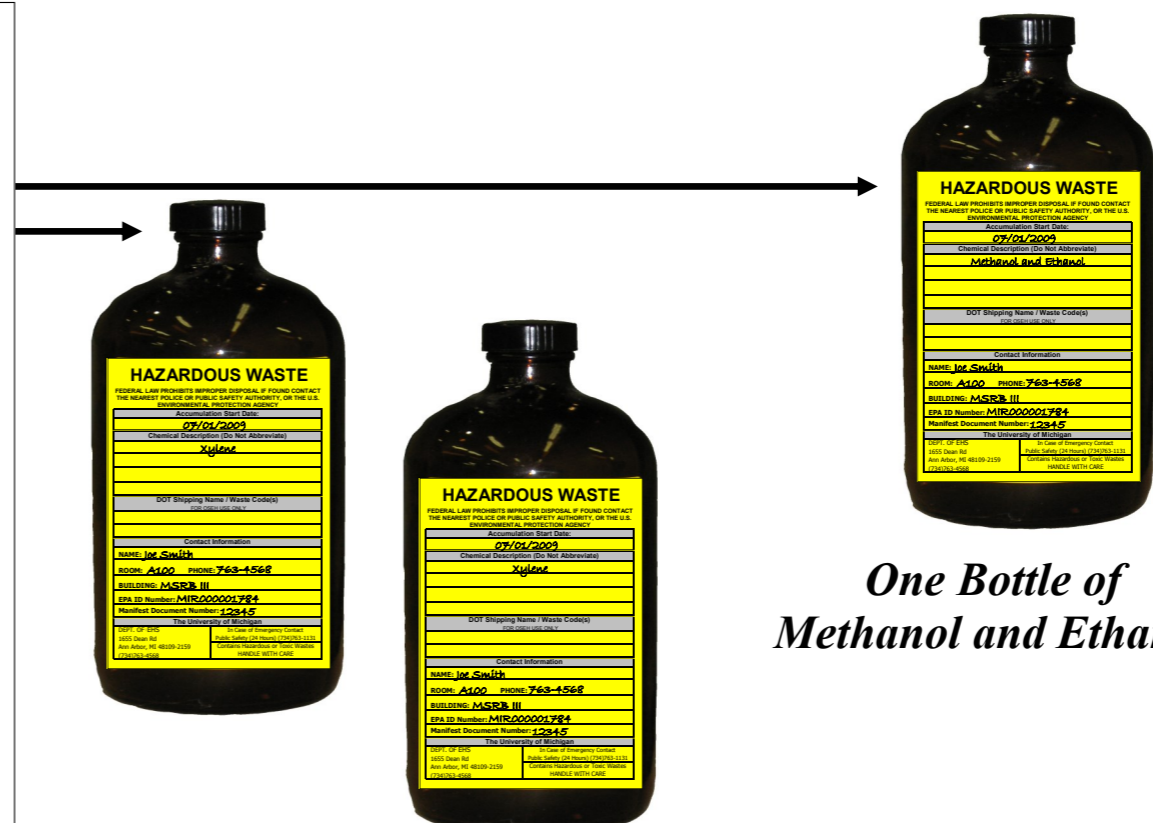 HAZARDOUS WASTE
FEDERAL LAW PROHIBITS IMPROPER DISPOSAL IF FOUND CONTACT
THE NEAREST POLICE OR PUBLIC SAFETY AUTHORITY, OR THE U.S.
ENVIRONMENTAL PROTECTION AGENCY
Accumulation Start Date:
07/01/2009
Chemical Description (Do Not Abbreviate)
Methanol and Ethanol
DOT Shipping Name / Waste Code(s)
FOR OSEH USE ONLY
Contact Information
NAME: Joe Smith
ROOM: A100 PHONE: 763-4568
BUILDING: MSRB III
EPA ID Number: MIR000001784
Manifest Document Number: 12345
The University of Michigan
DEPT. OF EHS
1655 Dean Rd
Ann Arbor, MI 48109-2159
(734)763-4568
In Case of Emergency Contact
Public Safety (24 Hours) (734)763-1131
Contains Hazardous or Toxic Wastes
HANDLE WITH CARE
HAZARDOUS WASTE
FEDERAL LAW PROHIBITS IMPROPER DISPOSAL IF FOUND CONTACT
THE NEAREST POLICE OR PUBLIC SAFETY AUTHORITY, OR THE U.S.
ENVIRONMENTAL PROTECTION AGENCY
Accumulation Start Date:
07/01/2009
Chemical Description (Do Not Abbreviate)
Xylene
DOT Shipping Name / Waste Code(s)
FOR OSEH USE ONLY
Contact Information
NAME: Joe Smith
ROOM: A100 PHONE: 763-4568
BUILDING: MSRB III
EPA ID Number: MIR000001784
Manifest Document Number: 12345
The University of Michigan
DEPT. OF EHS
1655 Dean Rd
Ann Arbor, MI 48109-2159
(734)763-4568
In Case of Emergency Contact
Public Safety (24 Hours) (734)763-1131
Contains Hazardous or Toxic Wastes
HANDLE WITH CARE
HAZARDOUS WASTE
FEDERAL LAW PROHIBITS IMPROPER DISPOSAL IF FOUND CONTACT
THE NEAREST POLICE OR PUBLIC SAFETY AUTHORITY, OR THE U.S.
ENVIRONMENTAL PROTECTION AGENCY
Accumulation Start Date:
07/01/2009
Chemical Description (Do Not Abbreviate)
Xylene
DOT Shipping Name / Waste Code(s)
FOR OSEH USE ONLY
Contact Information
NAME: Joe Smith
ROOM: A100 PHONE: 763-4568
BUILDING: MSRB III
EPA ID Number: MIR000001784
Manifest Document Number: 12345
The University of Michigan
DEPT. OF EHS
1655 Dean Rd
Ann Arbor, MI 48109-2159
(734)763-4568
In Case of Emergency Contact
Public Safety (24 Hours) (734)763-1131
Contains Hazardous or Toxic Wastes
HANDLE WITH CARE
One Bottle of
Methanol and Etha